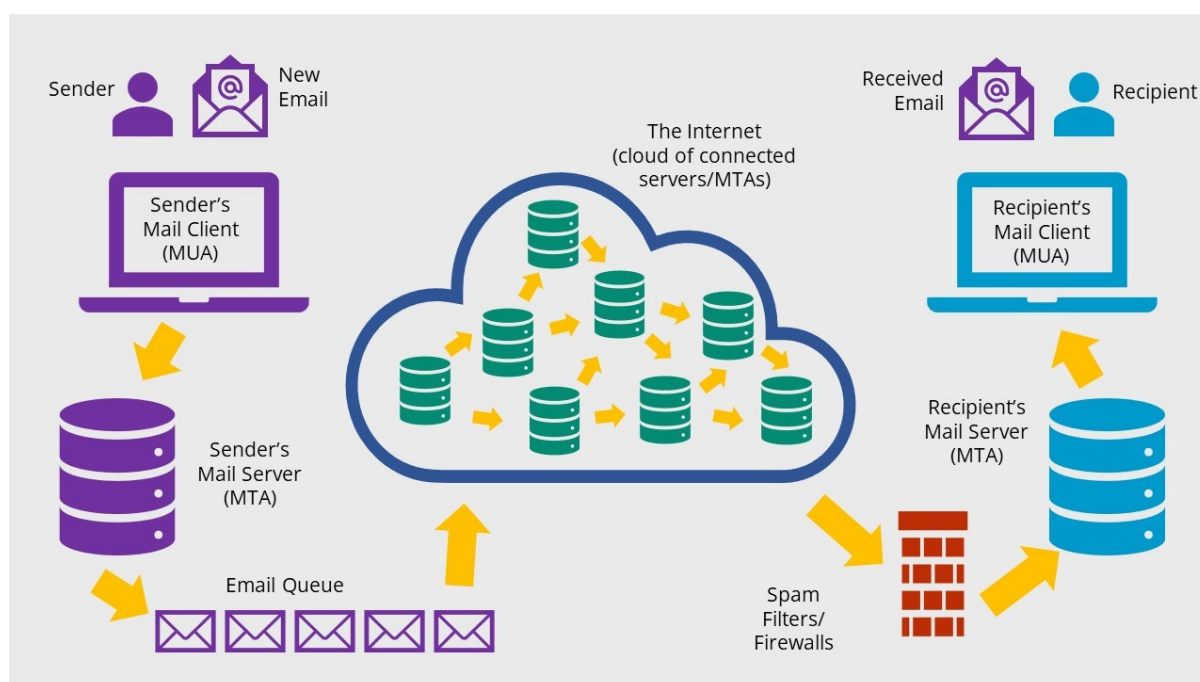 Sender
New
Email
Sender's
Mail Client
(MUA)
Sender's
Mail Server
(MTA)
Email Queue
The Internet
(cloud of connected
servers/MTAs)
Spam
Filters/
Firewalls
Received
Email
Recipient
Recipient's
Mail Client
(MUA)
Recipient's
Mail Server
(MTA)